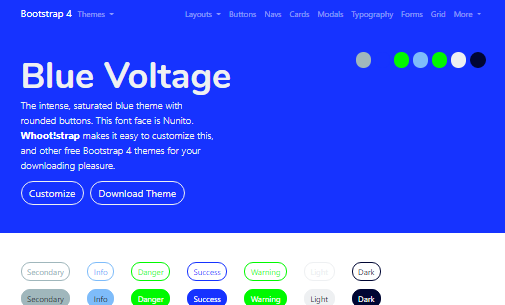 Bootstrap 4 Themes Layouts Buttons Navs Cards Modals Typography Forms Grid More
Blue Voltage
The intense, saturated blue theme with
rounded buttons. This font face is Nunito.
Whoot!strap makes it easy to customize this,
and other free Bootstrap 4 themes for your
downloading pleasure.
Customize Download Theme
Secondary Info Danger Success Warning Light Dark
Secondary Info Danger Success Warning Light Dark